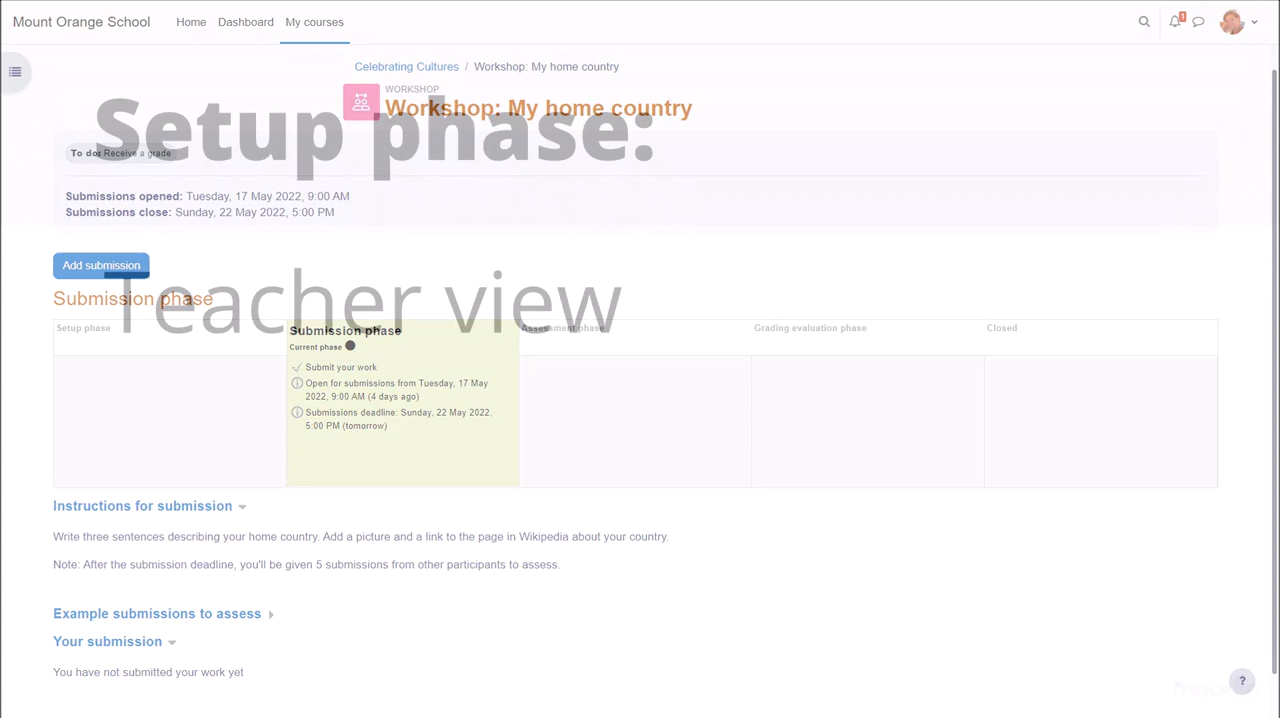 Mount Orange School Home Dashboard My courses 1
Celebrating Cultures / Workshop: My home country
WORKSHOP
Workshop: My home country
Setup phase:
To do: Receive a grade
Submissions opened: Tuesday, 17 May 2022, 9:00 AM
Submissions close: Sunday, 22 May 2022, 5:00 PM
Add submission
Teacher view
Submission phase
Setup phase
Submission phase
Current phase
Submit your work
Open for submissions from Tuesday, 17 May
2022, 9:00 AM (4 days ago)
Submissions deadline: Sunday, 22 May 2022,
5:00 PM (tomorrow)
Assessment phase
Grading evaluation phase
Closed
Instructions for submission
Write three sentences describing your home country. Add a picture and a link to the page in Wikipedia about your country.
Note: After the submission deadline, you'll be given 5 submissions from other participants to assess.
Example submissions to assess
Your submission
You have not submitted your work yet
?